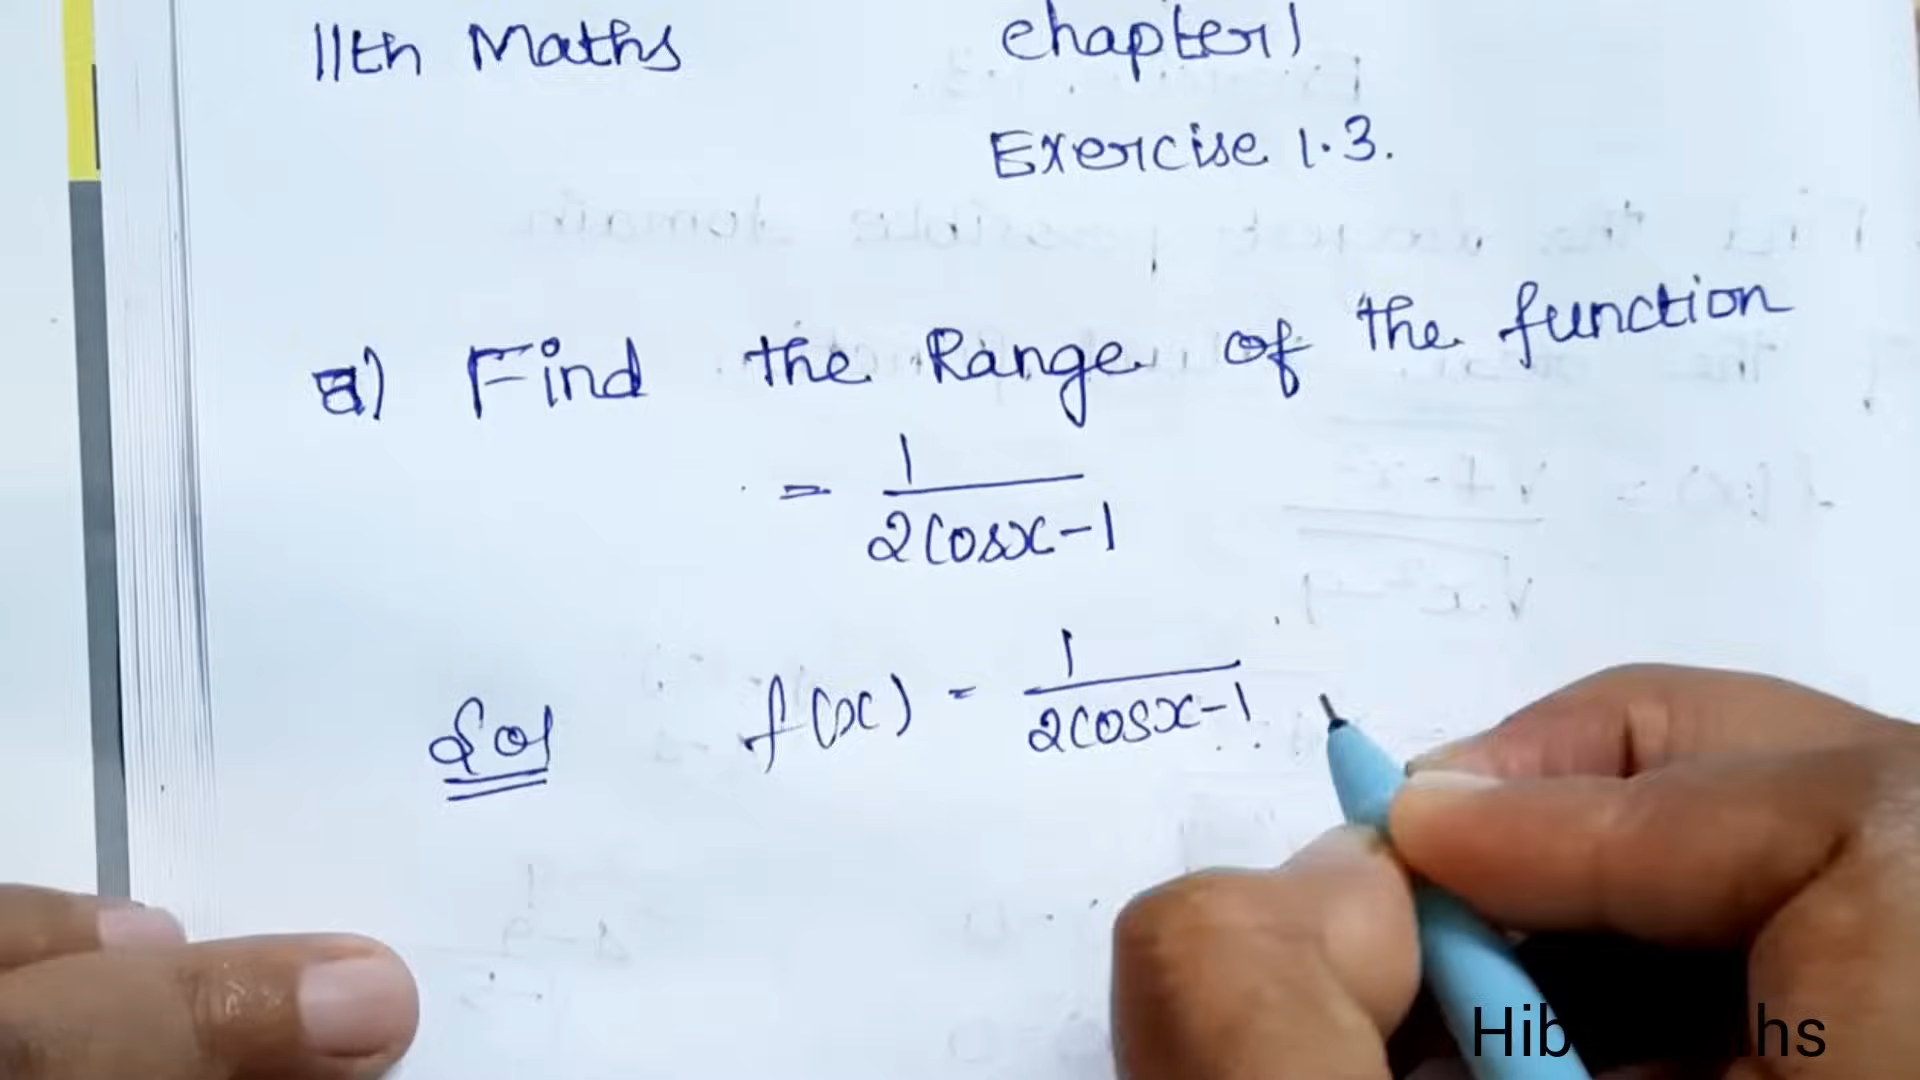 11th Maths chapter 1
Exercise 1.3.
a) Find the Range of the function
= 1/(2cosx-1)
Sol f(x) = 1/(2cosx-1)